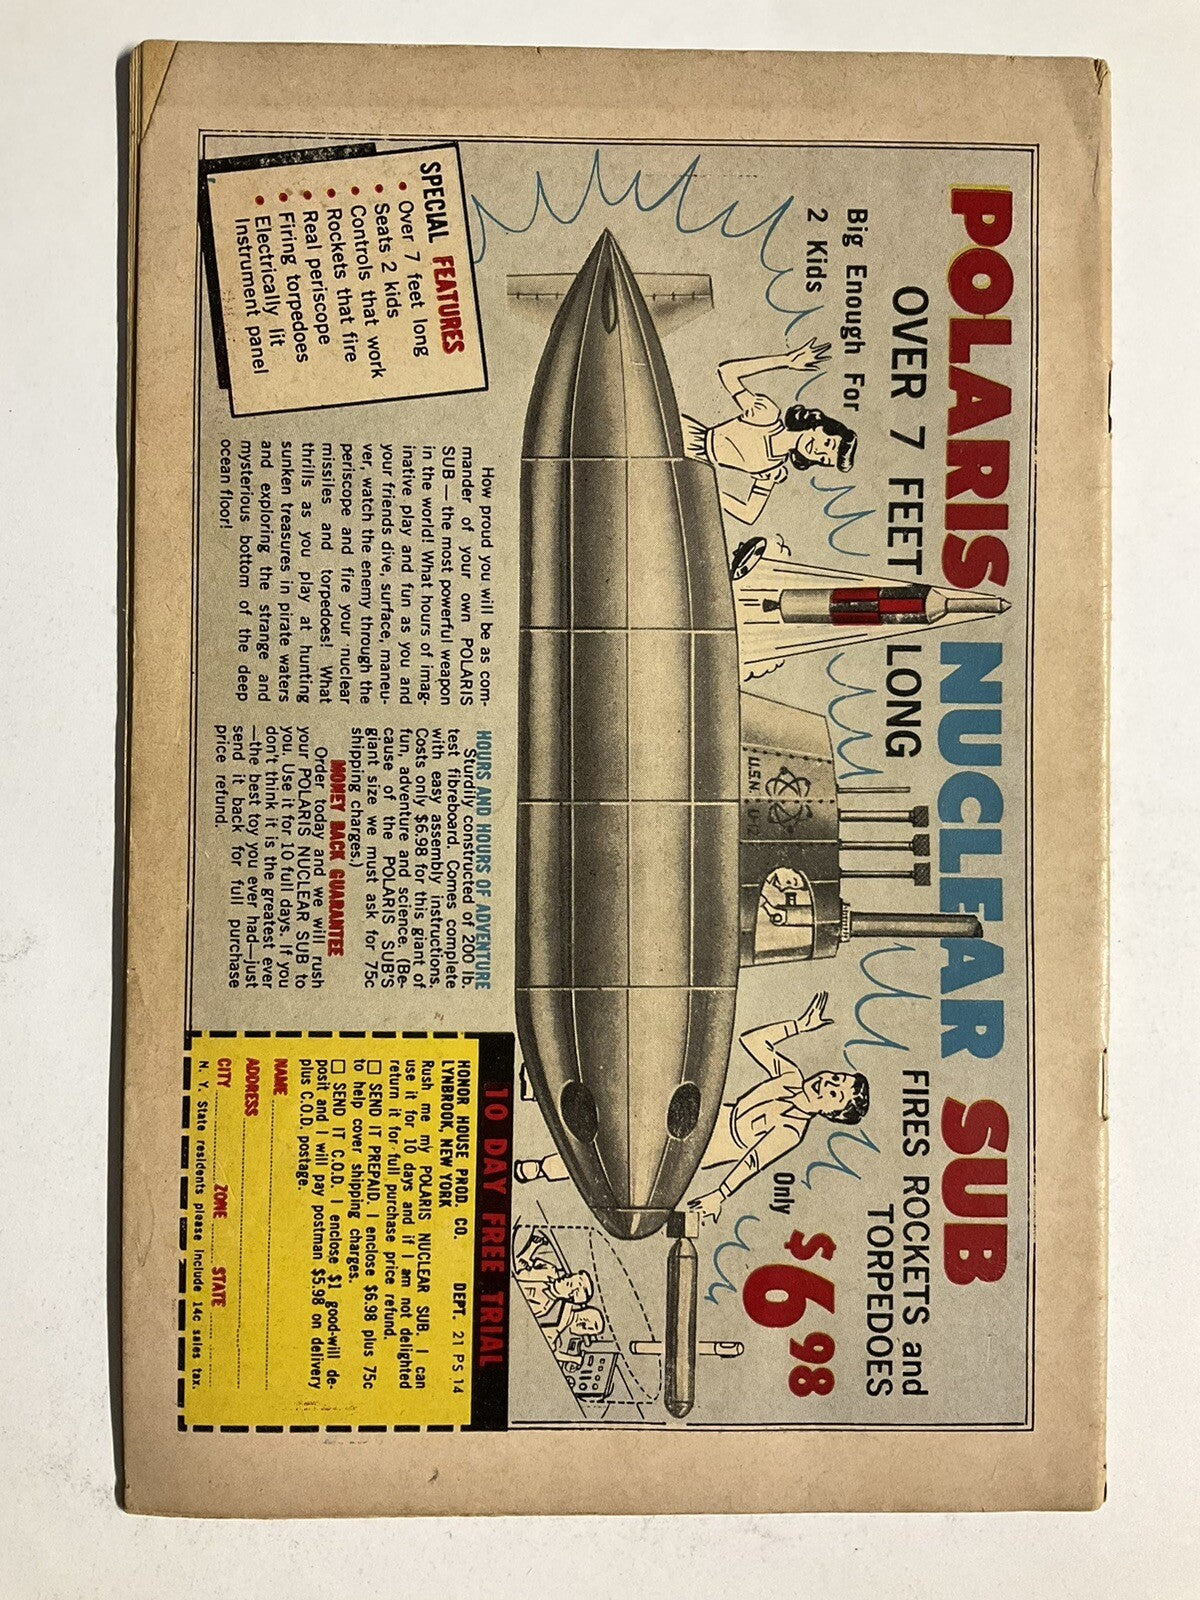 POLARIS NUCLEAR SUB
OVER 7 FEET LONG
FIRES ROCKETS and
TORPEDOES
Big Enough For
2 Kids
Only
$6 98
U.S.N. U-12
SPECIAL FEATURES
• Over 7 feet long
• Seats 2 kids
• Controls that work
• Rockets that fire
• Real periscope
• Firing torpedoes
• Electrically lit
Instrument panel
How proud you will be as com-
mander of your own POLARIS
SUB — the most powerful weapon
in the world! What hours of imag-
inative play and fun as you and
your friends dive, surface, maneu-
ver, watch the enemy through the
periscope and fire your nuclear
missiles and torpedoes! What
thrills as you play at hunting
sunken treasures in pirate waters
and exploring the strange and
mysterious bottom of the deep
ocean floor!
HOURS AND HOURS OF ADVENTURE
Sturdily constructed of 200 lb.
test fibreboard. Comes complete
with easy assembly instructions.
Costs only $6.98 for this giant of
fun, adventure and science. (Be-
cause of the POLARIS SUB'S
giant size we must ask for 75c
shipping charges.)
MONEY BACK GUARANTEE
Order today and we will rush
your POLARIS NUCLEAR SUB to
you. Use it for 10 full days. If you
don't think it is the greatest ever
—the best toy you ever had—just
send it back for full purchase
price refund.
10 DAY FREE TRIAL
HONOR HOUSE PROD. CO. DEPT. 21 PS 14
LYNBROOK, NEW YORK
Rush me my POLARIS NUCLEAR SUB. I can
use it for 10 days and if I am not delighted
return it for full purchase price refund.
☐ SEND IT PREPAID. I enclose $6.98 plus 75c
to help cover shipping charges.
☐ SEND IT C.O.D. I enclose $1 good-will de-
posit and I will pay postman $5.98 on delivery
plus C.O.D. postage.
NAME
ADDRESS
CITY ZONE STATE
N. Y. State residents please include 14c sales tax.